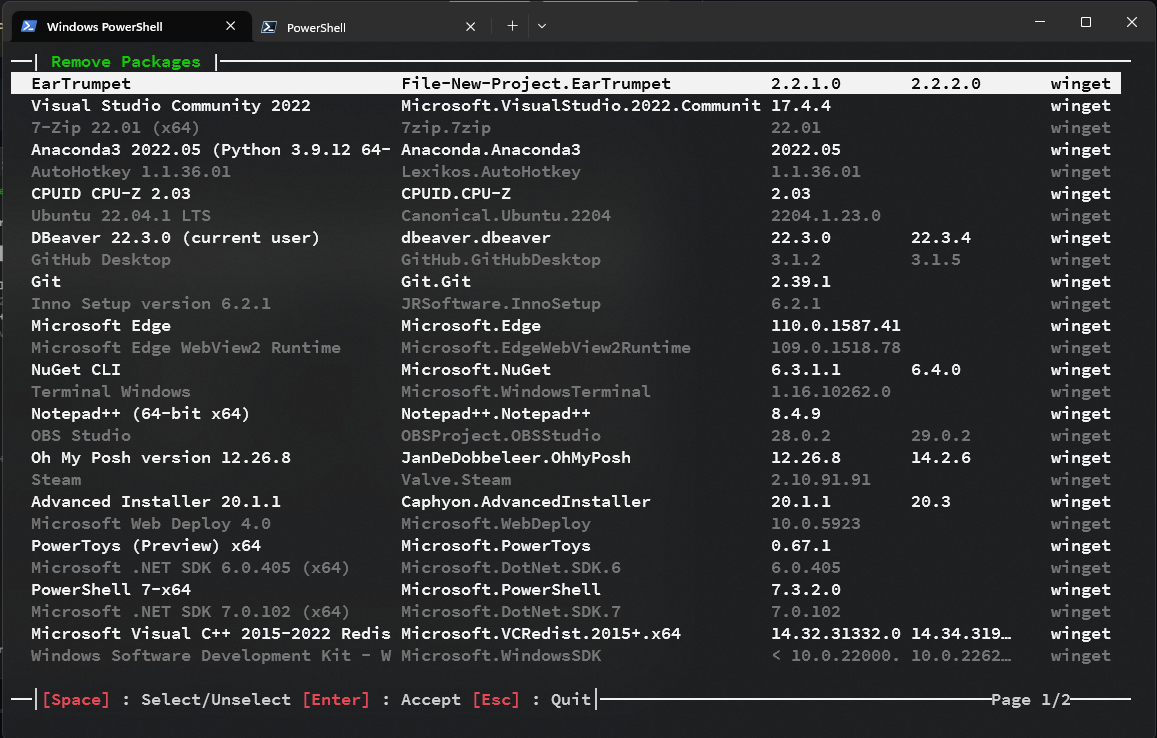 Windows PowerShell
PowerShell
Remove Packages
EarTrumpet File-New-Project.EarTrumpet 2.2.1.0 2.2.2.0 winget
Visual Studio Community 2022 Microsoft.VisualStudio.2022.Communit 17.4.4 winget
7-Zip 22.01 (x64) 7zip.7zip 22.01 winget
Anaconda3 2022.05 (Python 3.9.12 64- Anaconda.Anaconda3 2022.05 winget
AutoHotkey 1.1.36.01 Lexikos.AutoHotkey 1.1.36.01 winget
CPUID CPU-Z 2.03 CPUID.CPU-Z 2.03 winget
Ubuntu 22.04.1 LTS Canonical.Ubuntu.2204 2204.1.23.0 winget
DBeaver 22.3.0 (current user) dbeaver.dbeaver 22.3.0 22.3.4 winget
GitHub Desktop GitHub.GitHubDesktop 3.1.2 3.1.5 winget
Git Git.Git 2.39.1 winget
Inno Setup version 6.2.1 JRSoftware.InnoSetup 6.2.1 winget
Microsoft Edge Microsoft.Edge 110.0.1587.41 winget
Microsoft Edge WebView2 Runtime Microsoft.EdgeWebView2Runtime 109.0.1518.78 winget
NuGet CLI Microsoft.NuGet 6.3.1.1 6.4.0 winget
Terminal Windows Microsoft.WindowsTerminal 1.16.10262.0 winget
Notepad++ (64-bit x64) Notepad++.Notepad++ 8.4.9 winget
OBS Studio OBSProject.OBSStudio 28.0.2 29.0.2 winget
Oh My Posh version 12.26.8 JanDeDobbeleer.OhMyPosh 12.26.8 14.2.6 winget
Steam Valve.Steam 2.10.91.91 winget
Advanced Installer 20.1.1 Caphyon.AdvancedInstaller 20.1.1 20.3 winget
Microsoft Web Deploy 4.0 Microsoft.WebDeploy 10.0.5923 winget
PowerToys (Preview) x64 Microsoft.PowerToys 0.67.1 winget
Microsoft .NET SDK 6.0.405 (x64) Microsoft.DotNet.SDK.6 6.0.405 winget
PowerShell 7-x64 Microsoft.PowerShell 7.3.2.0 winget
Microsoft .NET SDK 7.0.102 (x64) Microsoft.DotNet.SDK.7 7.0.102 winget
Microsoft Visual C++ 2015-2022 Redis Microsoft.VCRedist.2015+.x64 14.32.31332.0 14.34.319… winget
Windows Software Development Kit - W Microsoft.WindowsSDK < 10.0.22000. 10.0.2262… winget
[Space] : Select/Unselect [Enter] : Accept [Esc] : Quit Page 1/2